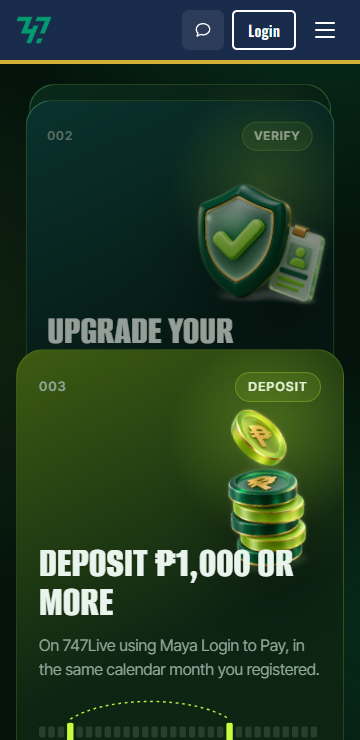 747
Login
002
VERIFY
UPGRADE YOUR
003
DEPOSIT
DEPOSIT ₱1,000 OR
MORE
On 747Live using Maya Login to Pay, in
the same calendar month you registered.